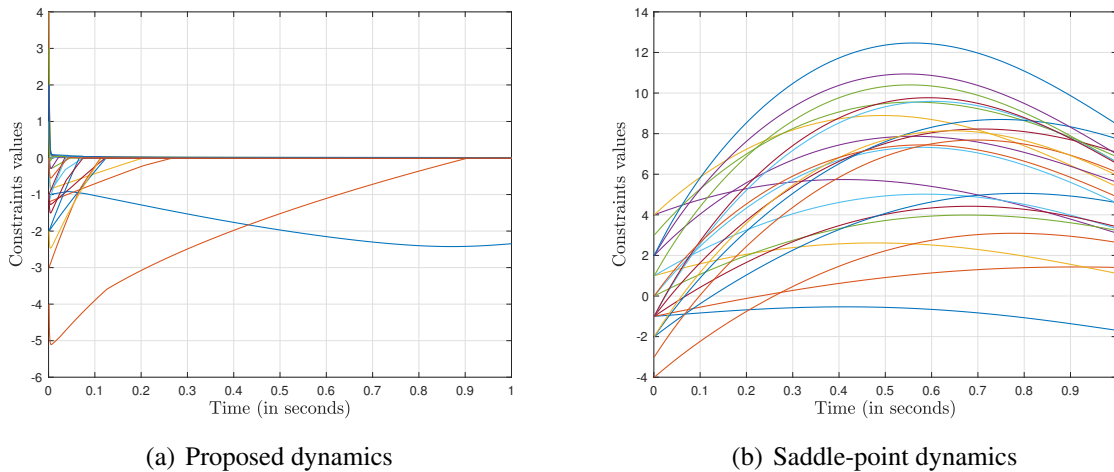 4
3
2
1
0
-1
-2
-3
-4
-5
-6
Constraints values
0 0.1 0.2 0.3 0.4 0.5 0.6 0.7 0.8 0.9 1
Time (in seconds)
(a) Proposed dynamics
14
12
10
8
6
4
2
0
-2
-4
Constraints values
0 0.1 0.2 0.3 0.4 0.5 0.6 0.7 0.8 0.9
Time (in seconds)
(b) Saddle-point dynamics